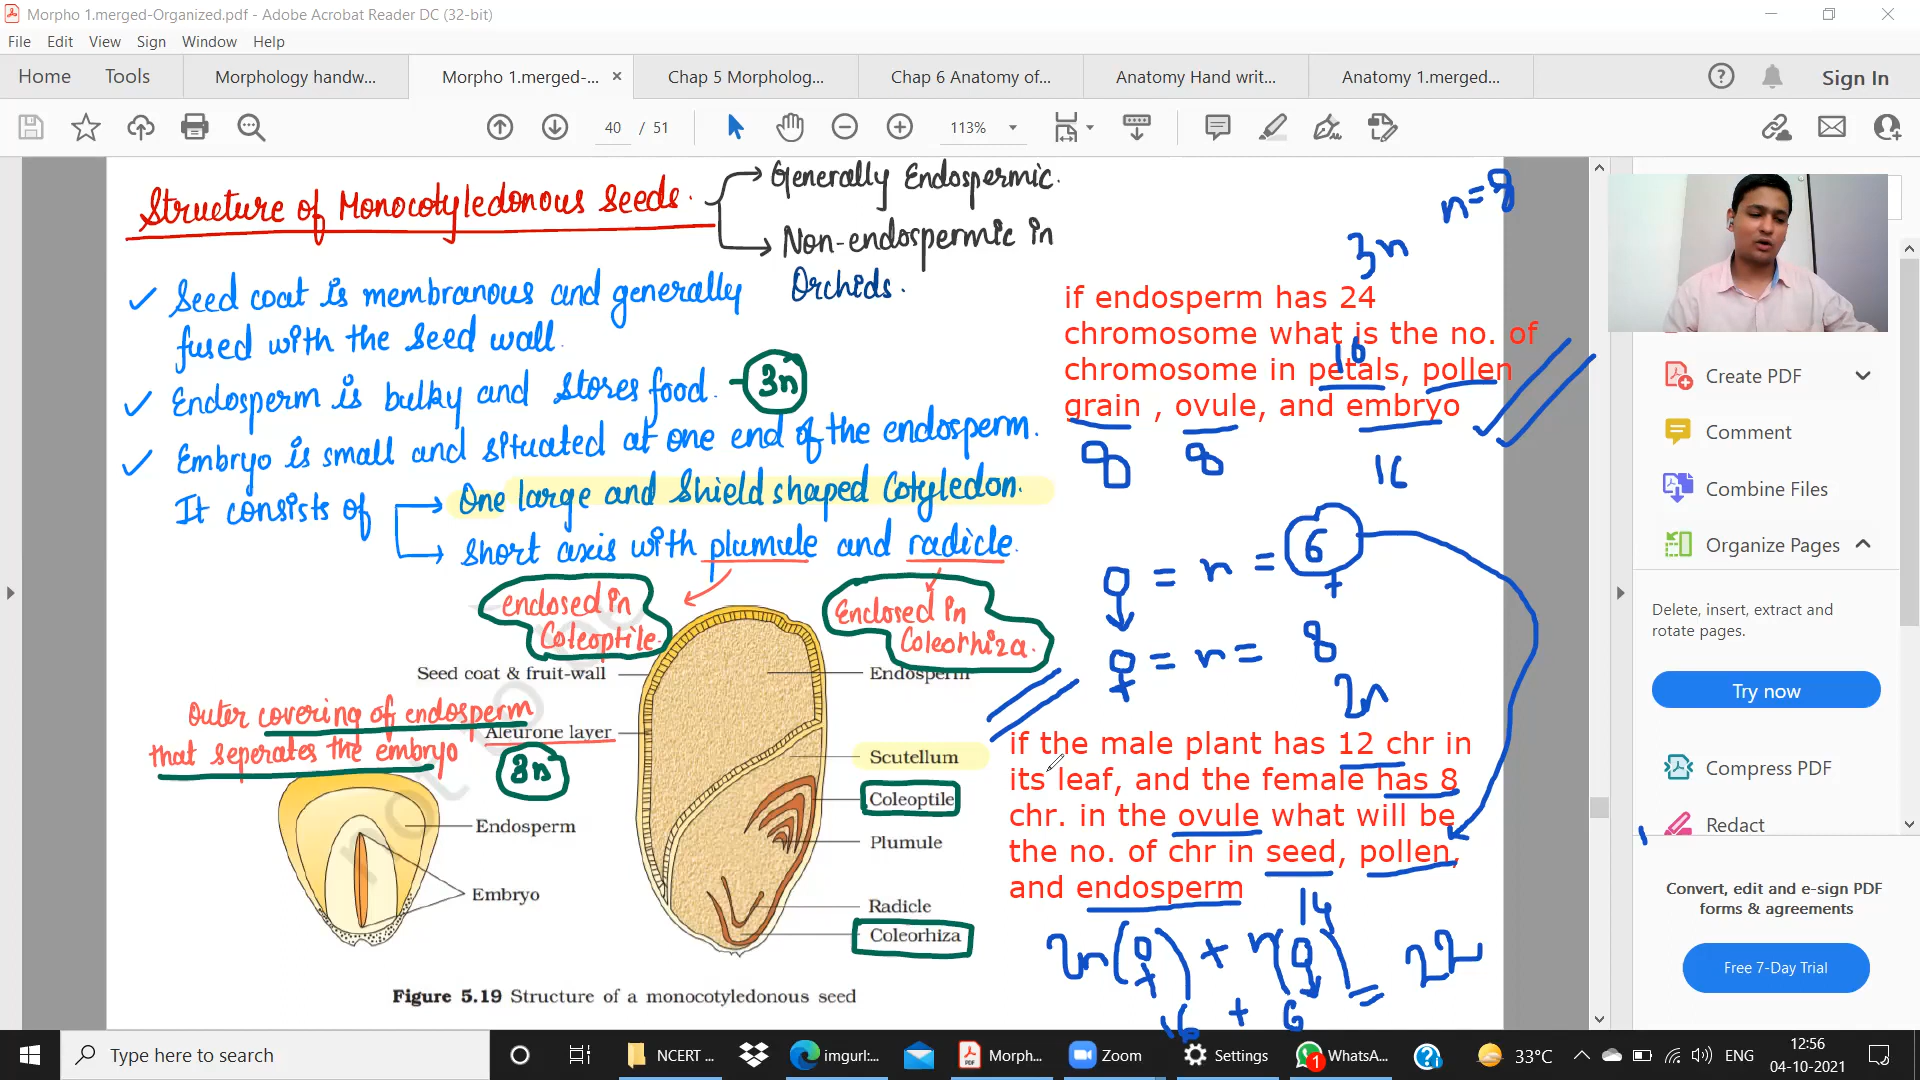 Morpho 1.merged-Organized.pdf - Adobe Acrobat Reader DC (32-bit)
File Edit View Sign Window Help
Home Tools Morphology handw... Morpho 1.merged-... × Chap 5 Morpholog... Chap 6 Anatomy of... Anatomy Hand writ... Anatomy 1.merged... Sign In
40 / 51 113%
Structure of Monocotyledonous Seeds.
Generally Endospermic.
Non-endospermic in
Orchids.
✓ Seed coat is membranous and generally
fused with the seed wall.
✓ Endosperm is bulky and stores food. - 3n
✓ Embryo is small and situated at one end of the endosperm.
It consists of
One large and Shield shaped Cotyledon.
Short axis with plumule and radicle.
enclosed in
Coleoptile.
Enclosed in
Coleorhiza.
Seed coat & fruit-wall
Endosperm
Outer covering of endosperm
that seperates the embryo
Aleurone layer
3n
Scutellum
Coleoptile
Endosperm
Plumule
Embryo
Radicle
Coleorhiza
Figure 5.19 Structure of a monocotyledonous seed
n=8
3n
if endosperm has 24
chromosome what is the no. of
16
chromosome in petals, pollen
grain , ovule, and embryo
8 8 16
= n = 6
+
= n = 8
2n
if the male plant has 12 chr in
its leaf, and the female has 8
chr. in the ovule what will be
the no. of chr in seed, pollen,
and endosperm
14
2n(♀) + n(♂) = 22
16 + 6
Create PDF
Comment
Combine Files
Organize Pages
Delete, insert, extract and
rotate pages.
Try now
Compress PDF
Redact
Convert, edit and e-sign PDF
forms & agreements
Free 7-Day Trial
Type here to search
NCERT ...
imgurl:...
Morph...
Zoom
Settings
1
WhatsA...
33°C
ENG
12:56
04-10-2021